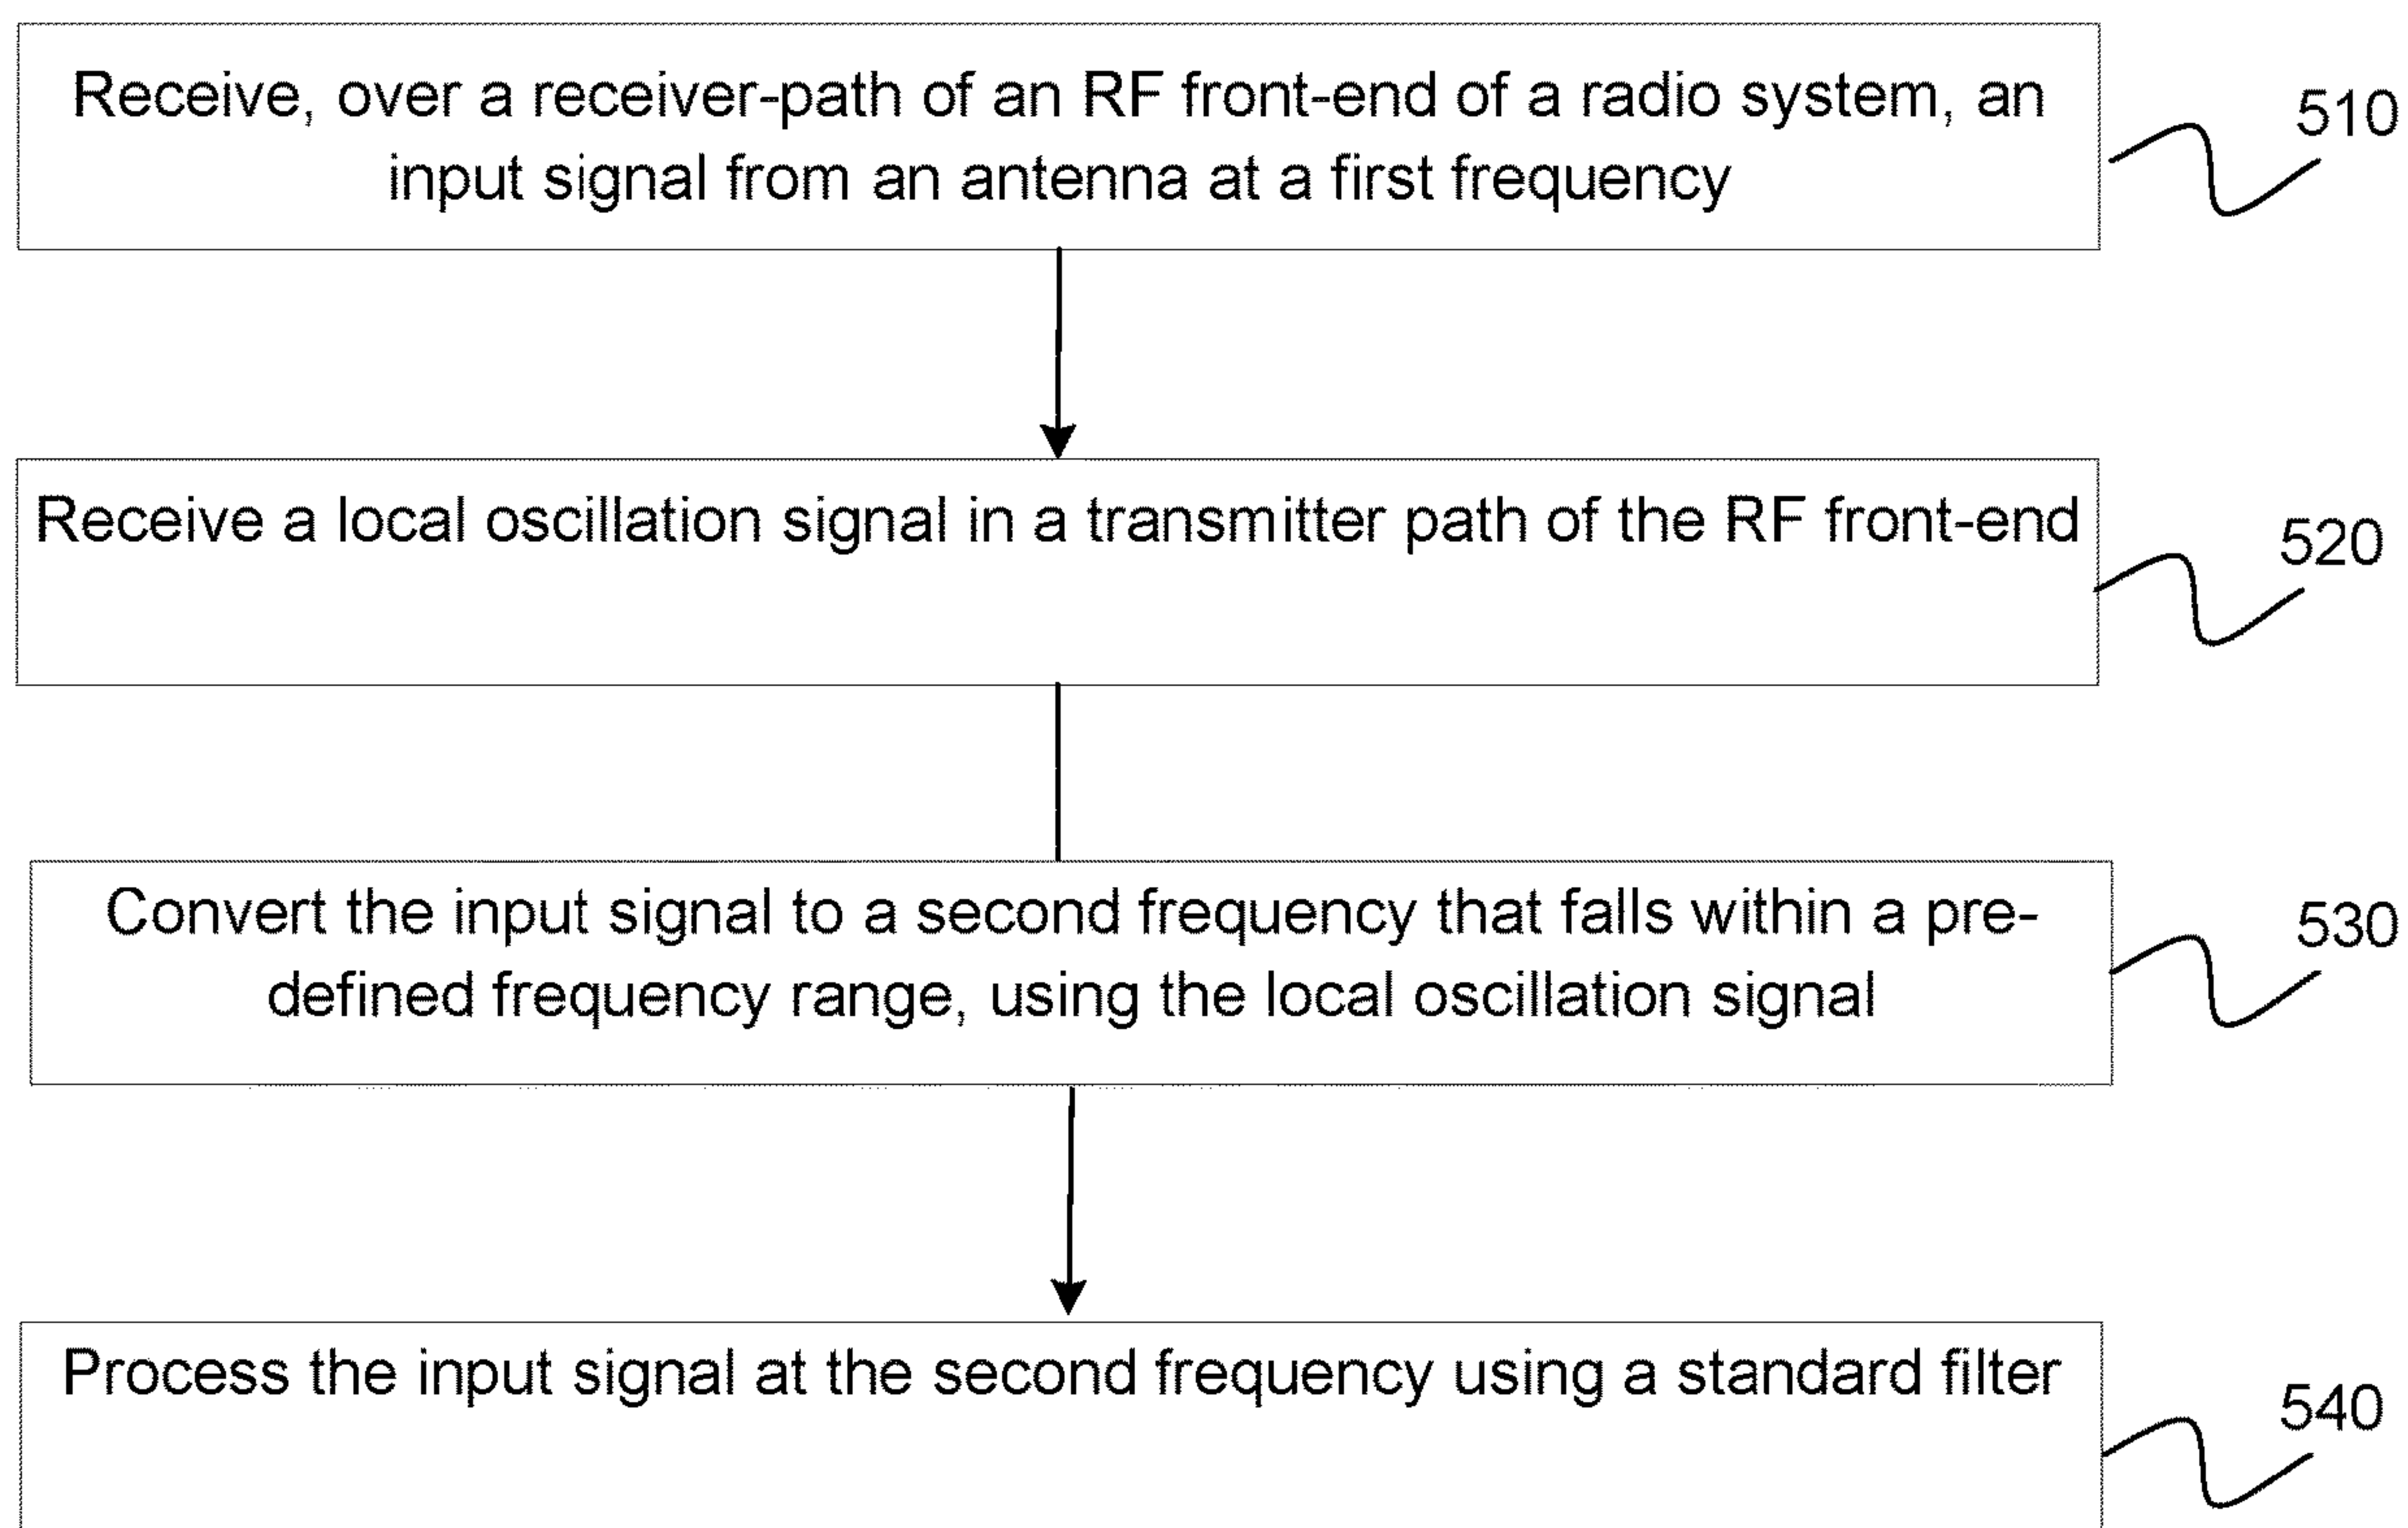 Receive, over a receiver-path of an RF front-end of a radio system, an
input signal from an antenna at a first frequency
510
Receive a local oscillation signal in a transmitter path of the RF front-end
520
Convert the input signal to a second frequency that falls within a pre-
defined frequency range, using the local oscillation signal
530
Process the input signal at the second frequency using a standard filter
540